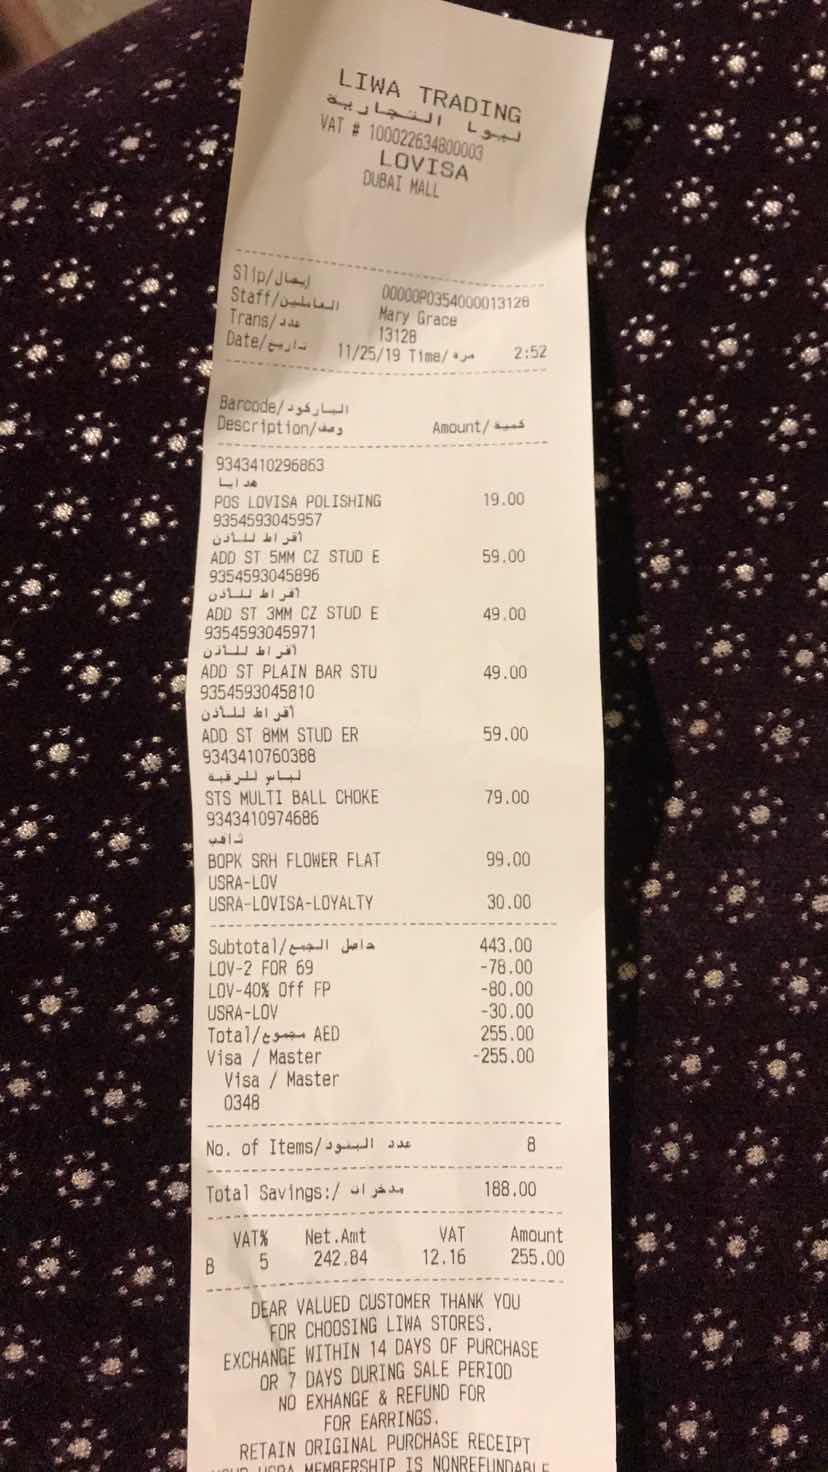 LIWA TRADING
ليوا التجارية
VAT # 100022634800003
LOVISA
DUBAI MALL
Slip/إيصال 00000P0354000013128
Staff/العاملين Mary Grace
Trans/عدد 13128
Date/تاريخ 11/25/19 Time/مرة 2:52
Barcode/الباركود
Description/وصف Amount/كمية
9343410296863
هدايا
POS LOVISA POLISHING 19.00
9354593045957
أقراط للأذن
ADD ST 5MM CZ STUD E 59.00
9354593045896
أقراط للأذن
ADD ST 3MM CZ STUD E 49.00
9354593045971
أقراط للأذن
ADD ST PLAIN BAR STU 49.00
9354593045810
أقراط للأذن
ADD ST 8MM STUD ER 59.00
9343410760388
لباس للرقبة
STS MULTI BALL CHOKE 79.00
9343410974686
ثاقب
BOPK SRH FLOWER FLAT 99.00
USRA-LOV
USRA-LOVISA-LOYALTY 30.00
Subtotal/حاصل الجمع 443.00
LOV-2 FOR 69 -78.00
LOV-40% Off FP -80.00
USRA-LOV -30.00
Total/مجموع AED 255.00
Visa / Master -255.00
Visa / Master
0348
No. of Items/عدد البنود 8
Total Savings:/مدخرات 188.00
VAT% Net.Amt VAT Amount
B 5 242.84 12.16 255.00
DEAR VALUED CUSTOMER THANK YOU
FOR CHOOSING LIWA STORES.
EXCHANGE WITHIN 14 DAYS OF PURCHASE
OR 7 DAYS DURING SALE PERIOD
NO EXHANGE & REFUND FOR
FOR EARRINGS.
RETAIN ORIGINAL PURCHASE RECEIPT
YOUR USRA MEMBERSHIP IS NONREFUNDABLE